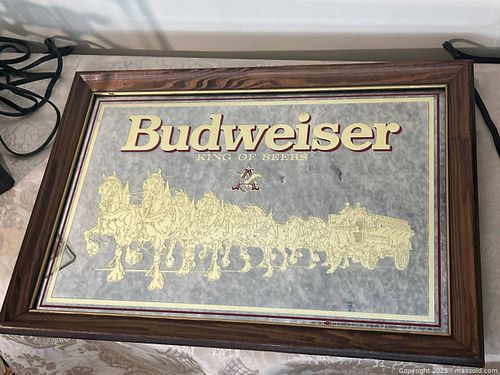 Budweiser
KING OF BEERS
A
Copyright 2025 - maxsold.com